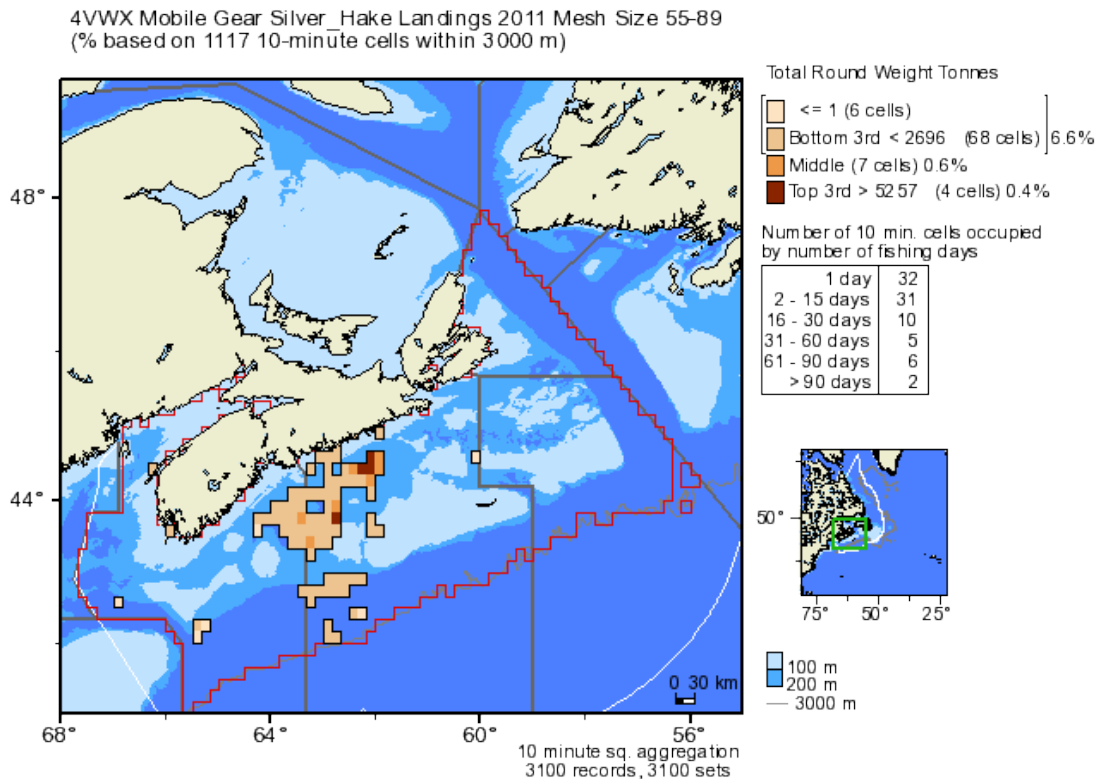 4VWX Mobile Gear Silver_Hake Landings 2011 Mesh Size 55-89
(% based on 1117 10-minute cells within 3000 m)
Total Round Weight Tonnes
<= 1 (6 cells)
Bottom 3rd < 2696 (68 cells) 6.6%
Middle (7 cells) 0.6%
Top 3rd > 5257 (4 cells) 0.4%
Number of 10 min. cells occupied
by number of fishing days
1 day 32
2 - 15 days 31
16 - 30 days 10
31 - 60 days 5
61 - 90 days 6
> 90 days 2
48°
44°
68°
64°
60°
56°
0 30 km
50°
75° 50° 25°
100 m
200 m
3000 m
10 minute sq. aggregation
3100 records, 3100 sets